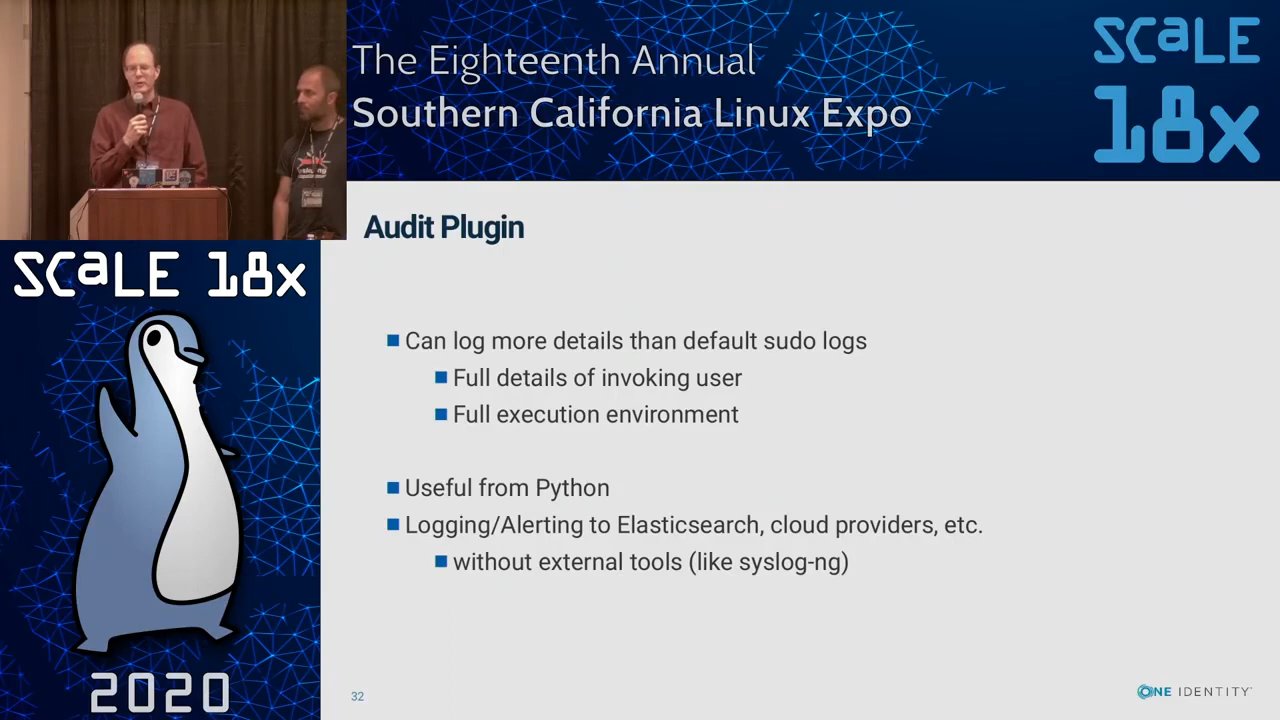 The Eighteenth Annual
Southern California Linux Expo
SCaLE
18x
SCaLE 18x
2020
Audit Plugin
Can log more details than default sudo logs
Full details of invoking user
Full execution environment
Useful from Python
Logging/Alerting to Elasticsearch, cloud providers, etc.
without external tools (like syslog-ng)
32
ONE IDENTITY